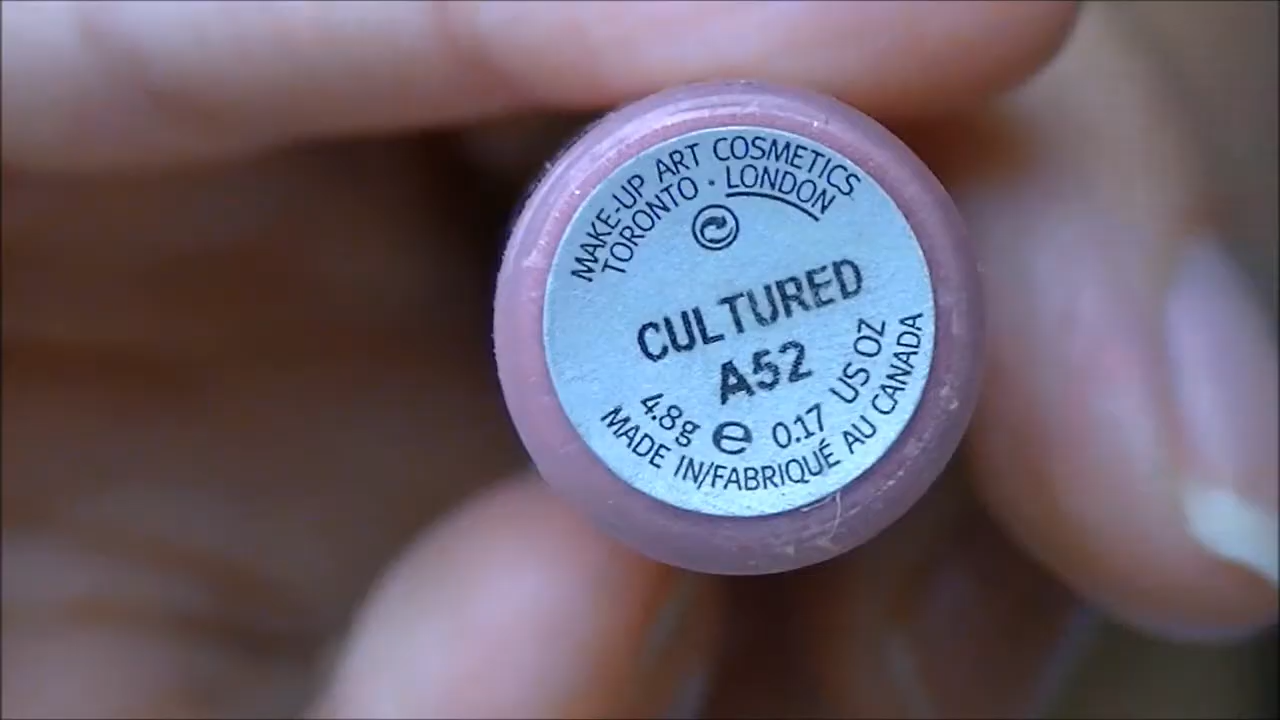 MAKE-UP ART COSMETICS
TORONTO · LONDON
CULTURED
A52
4.8g e 0.17 US OZ
MADE IN/FABRIQUÉ AU CANADA